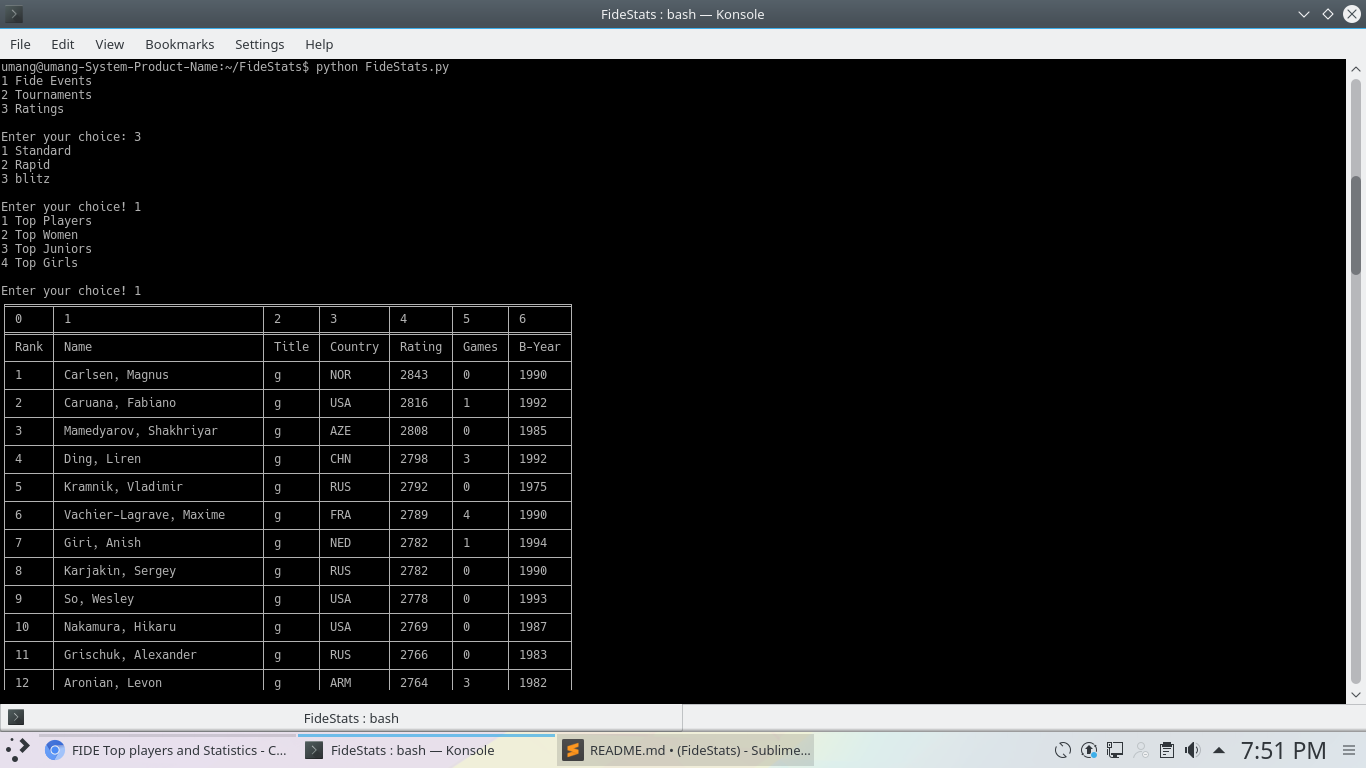 FideStats : bash — Konsole
File Edit View Bookmarks Settings Help
umang@umang-System-Product-Name:~/FideStats$ python FideStats.py
1 Fide Events
2 Tournaments
3 Ratings
Enter your choice: 3
1 Standard
2 Rapid
3 blitz
Enter your choice! 1
1 Top Players
2 Top Women
3 Top Juniors
4 Top Girls
Enter your choice! 1
0 1 2 3 4 5 6
Rank Name Title Country Rating Games B-Year
1 Carlsen, Magnus g NOR 2843 0 1990
2 Caruana, Fabiano g USA 2816 1 1992
3 Mamedyarov, Shakhriyar g AZE 2808 0 1985
4 Ding, Liren g CHN 2798 3 1992
5 Kramnik, Vladimir g RUS 2792 0 1975
6 Vachier-Lagrave, Maxime g FRA 2789 4 1990
7 Giri, Anish g NED 2782 1 1994
8 Karjakin, Sergey g RUS 2782 0 1990
9 So, Wesley g USA 2778 0 1993
10 Nakamura, Hikaru g USA 2769 0 1987
11 Grischuk, Alexander g RUS 2766 0 1983
12 Aronian, Levon g ARM 2764 3 1982
FideStats : bash
FIDE Top players and Statistics - C... FideStats : bash — Konsole README.md • (FideStats) - Sublime... 7:51 PM